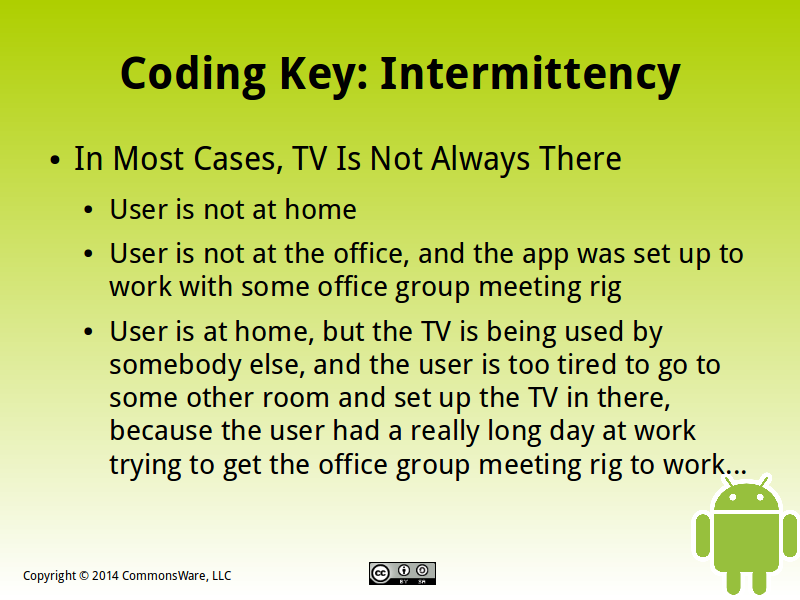 Coding Key: Intermittency
• In Most Cases, TV Is Not Always There
• User is not at home
• User is not at the office, and the app was set up to
work with some office group meeting rig
• User is at home, but the TV is being used by
somebody else, and the user is too tired to go to
some other room and set up the TV in there,
because the user had a really long day at work
trying to get the office group meeting rig to work...
Copyright © 2014 CommonsWare, LLC
cc BY SA